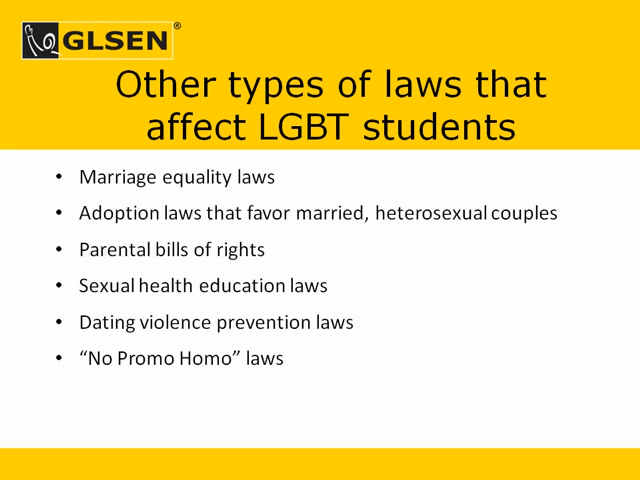 GLSEN®
Other types of laws that
affect LGBT students
• Marriage equality laws
• Adoption laws that favor married, heterosexual couples
• Parental bills of rights
• Sexual health education laws
• Dating violence prevention laws
• “No Promo Homo” laws